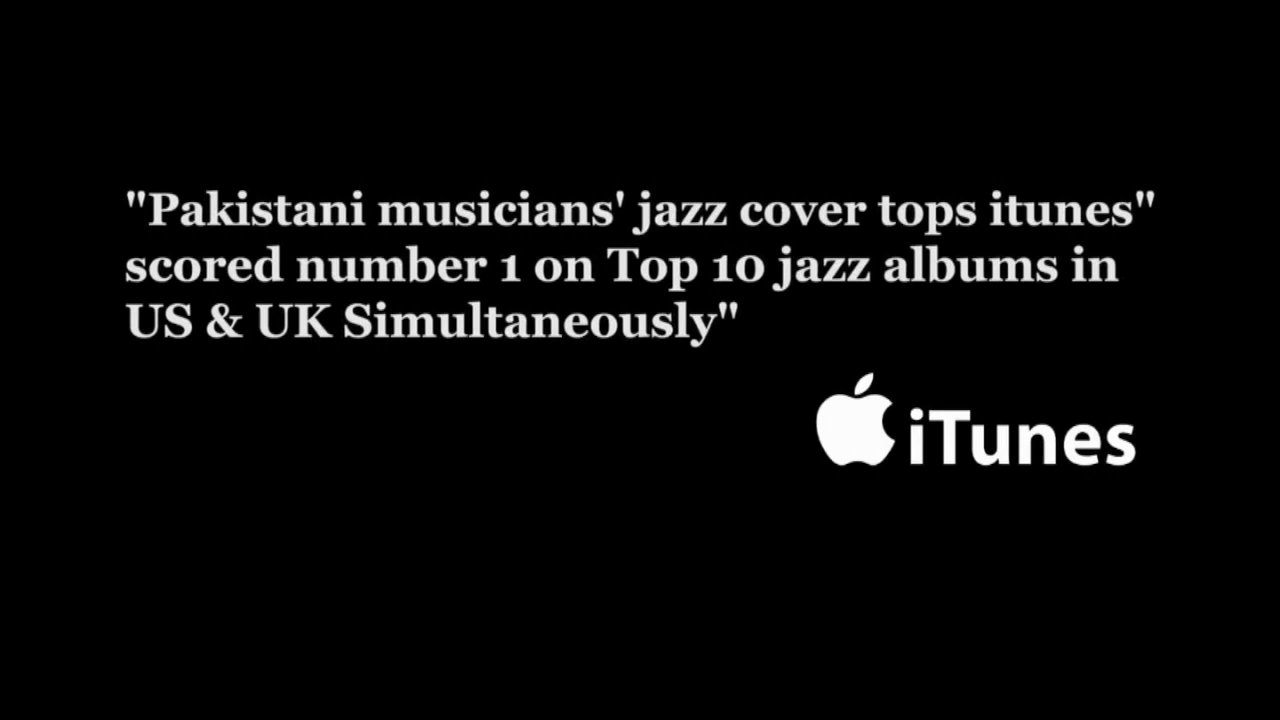 "Pakistani musicians' jazz cover tops itunes"
scored number 1 on Top 10 jazz albums in
US & UK Simultaneously"
iTunes